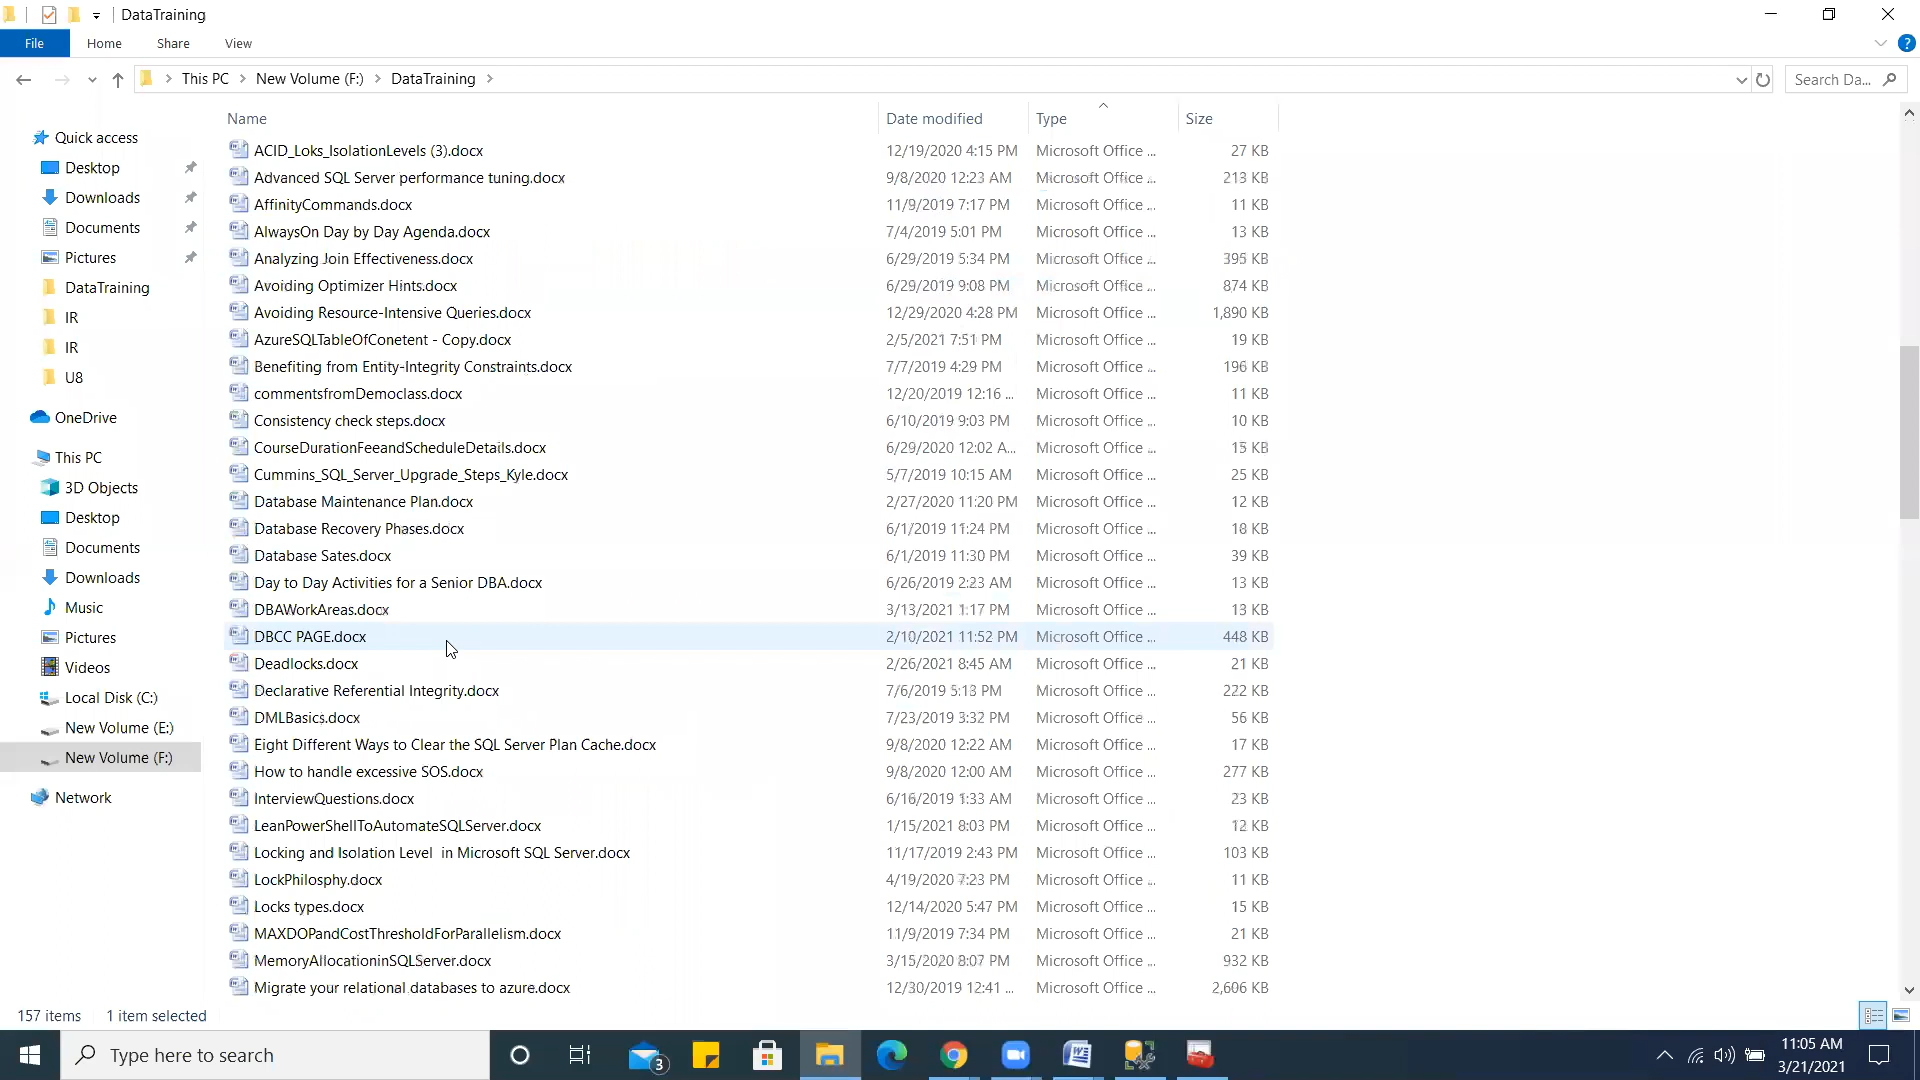 DataTraining
File Home Share View
This PC New Volume (F:) DataTraining Search Da...
Name Date modified Type Size
Quick access
Desktop
Downloads
Documents
Pictures
DataTraining
IR
IR
U8
OneDrive
This PC
3D Objects
Desktop
Documents
Downloads
Music
Pictures
Videos
Local Disk (C:)
New Volume (E:)
New Volume (F:)
Network
ACID_Loks_IsolationLevels (3).docx 12/19/2020 4:15 PM Microsoft Office ... 27 KB
Advanced SQL Server performance tuning.docx 9/8/2020 12:23 AM Microsoft Office ... 213 KB
AffinityCommands.docx 11/9/2019 7:17 PM Microsoft Office ... 11 KB
AlwaysOn Day by Day Agenda.docx 7/4/2019 5:01 PM Microsoft Office ... 13 KB
Analyzing Join Effectiveness.docx 6/29/2019 5:34 PM Microsoft Office ... 395 KB
Avoiding Optimizer Hints.docx 6/29/2019 9:08 PM Microsoft Office ... 874 KB
Avoiding Resource-Intensive Queries.docx 12/29/2020 4:28 PM Microsoft Office ... 1,890 KB
AzureSQLTableOfConetent - Copy.docx 2/5/2021 7:51 PM Microsoft Office ... 19 KB
Benefiting from Entity-Integrity Constraints.docx 7/7/2019 4:29 PM Microsoft Office ... 196 KB
commentsfromDemoclass.docx 12/20/2019 12:16 ... Microsoft Office ... 11 KB
Consistency check steps.docx 6/10/2019 9:03 PM Microsoft Office ... 10 KB
CourseDurationFeeandScheduleDetails.docx 6/29/2020 12:02 A... Microsoft Office ... 15 KB
Cummins_SQL_Server_Upgrade_Steps_Kyle.docx 5/7/2019 10:15 AM Microsoft Office ... 25 KB
Database Maintenance Plan.docx 2/27/2020 11:20 PM Microsoft Office ... 12 KB
Database Recovery Phases.docx 6/1/2019 11:24 PM Microsoft Office ... 18 KB
Database Sates.docx 6/1/2019 11:30 PM Microsoft Office ... 39 KB
Day to Day Activities for a Senior DBA.docx 6/26/2019 2:23 AM Microsoft Office ... 13 KB
DBAWorkAreas.docx 3/13/2021 1:17 PM Microsoft Office ... 13 KB
DBCC PAGE.docx 2/10/2021 11:52 PM Microsoft Office ... 448 KB
Deadlocks.docx 2/26/2021 8:45 AM Microsoft Office ... 21 KB
Declarative Referential Integrity.docx 7/6/2019 5:13 PM Microsoft Office ... 222 KB
DMLBasics.docx 7/23/2019 3:32 PM Microsoft Office ... 56 KB
Eight Different Ways to Clear the SQL Server Plan Cache.docx 9/8/2020 12:22 AM Microsoft Office ... 17 KB
How to handle excessive SOS.docx 9/8/2020 12:00 AM Microsoft Office ... 277 KB
InterviewQuestions.docx 6/16/2019 1:33 AM Microsoft Office ... 23 KB
LeanPowerShellToAutomateSQLServer.docx 1/15/2021 8:03 PM Microsoft Office ... 12 KB
Locking and Isolation Level in Microsoft SQL Server.docx 11/17/2019 2:43 PM Microsoft Office ... 103 KB
LockPhilosphy.docx 4/19/2020 7:23 PM Microsoft Office ... 11 KB
Locks types.docx 12/14/2020 5:47 PM Microsoft Office ... 15 KB
MAXDOPandCostThresholdForParallelism.docx 11/9/2019 7:34 PM Microsoft Office ... 21 KB
MemoryAllocationinSQLServer.docx 3/15/2020 8:07 PM Microsoft Office ... 932 KB
Migrate your relational databases to azure.docx 12/30/2019 12:41 ... Microsoft Office ... 2,606 KB
157 items 1 item selected
Type here to search
3
11:05 AM
3/21/2021